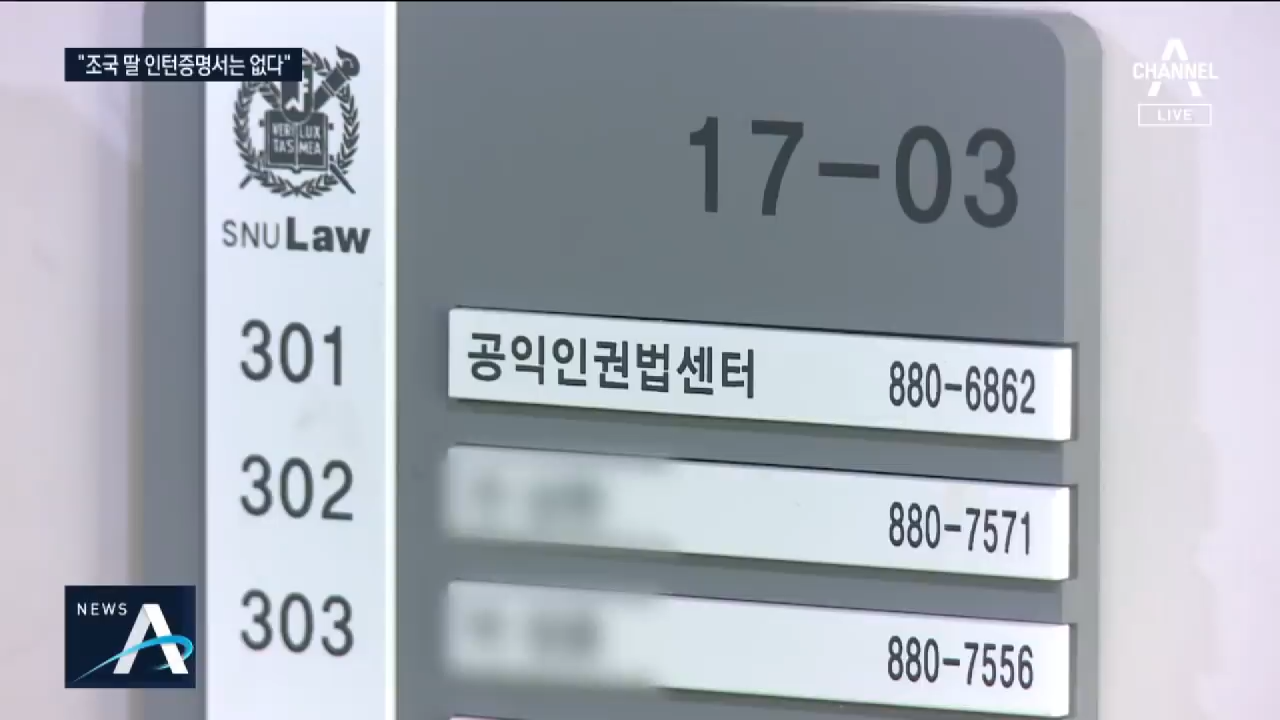 "조국 딸 인턴증명서는 없다"
CHANNEL
LIVE
VERI LUX
TAS MEA
SNU Law
17-03
301 공익인권법센터 880-6862
302 880-7571
303 880-7556
NEWS A